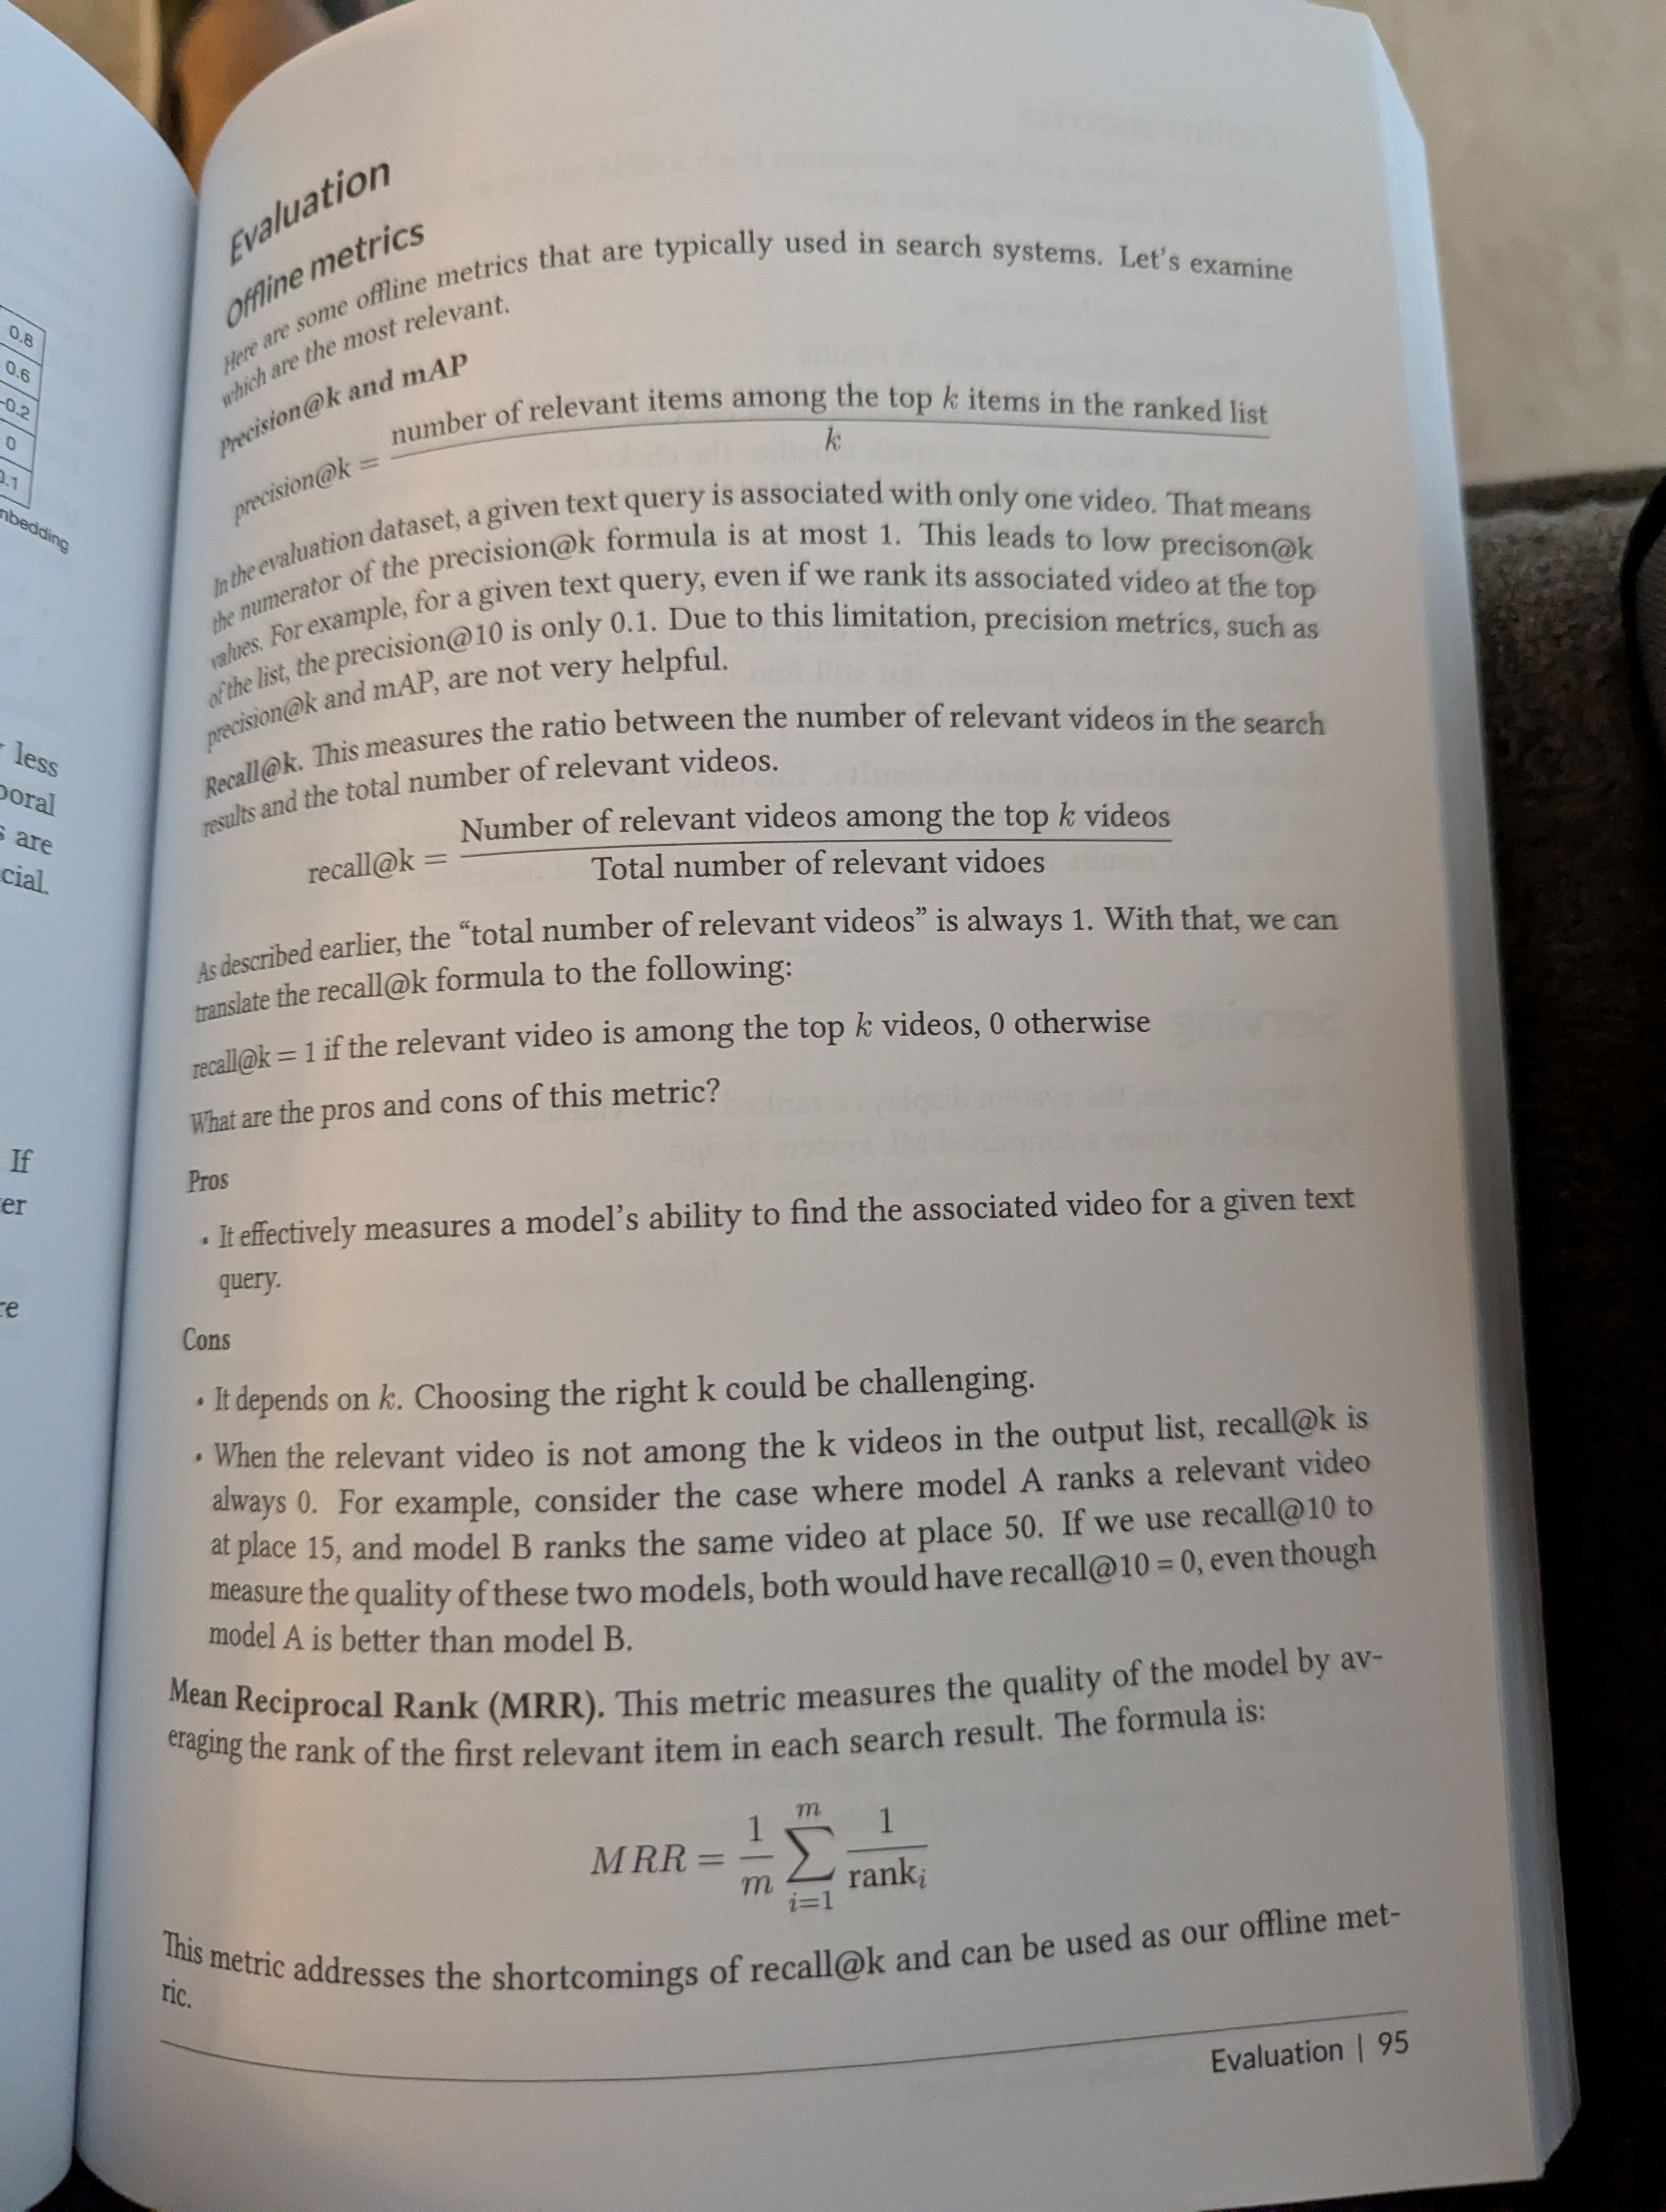 0.8
0.6
-0.2
0
0.1
mbedding
less
poral
s are
cial.
If
er
re
Evaluation
Offline metrics
Here are some offline metrics that are typically used in search systems. Let's examine
which are the most relevant.
Precision@k and mAP
precision@k = number of relevant items among the top k items in the ranked list
k
In the evaluation dataset, a given text query is associated with only one video. That means
the numerator of the precision@k formula is at most 1. This leads to low precison@k
values. For example, for a given text query, even if we rank its associated video at the top
of the list, the precision@10 is only 0.1. Due to this limitation, precision metrics, such as
precision@k and mAP, are not very helpful.
Recall@k. This measures the ratio between the number of relevant videos in the search
results and the total number of relevant videos.
recall@k = Number of relevant videos among the top k videos
Total number of relevant vidoes
As described earlier, the “total number of relevant videos” is always 1. With that, we can
translate the recall@k formula to the following:
recall@k = 1 if the relevant video is among the top k videos, 0 otherwise
What are the pros and cons of this metric?
Pros
• It effectively measures a model's ability to find the associated video for a given text
query.
Cons
• It depends on k. Choosing the right k could be challenging.
• When the relevant video is not among the k videos in the output list, recall@k is
always 0. For example, consider the case where model A ranks a relevant video
at place 15, and model B ranks the same video at place 50. If we use recall@10 to
measure the quality of these two models, both would have recall@10 = 0, even though
model A is better than model B.
Mean Reciprocal Rank (MRR). This metric measures the quality of the model by av-
eraging the rank of the first relevant item in each search result. The formula is:
MRR = 1/m ∑_{i=1}^{m} 1/rank_i
This metric addresses the shortcomings of recall@k and can be used as our offline met-
ric.
Evaluation | 95